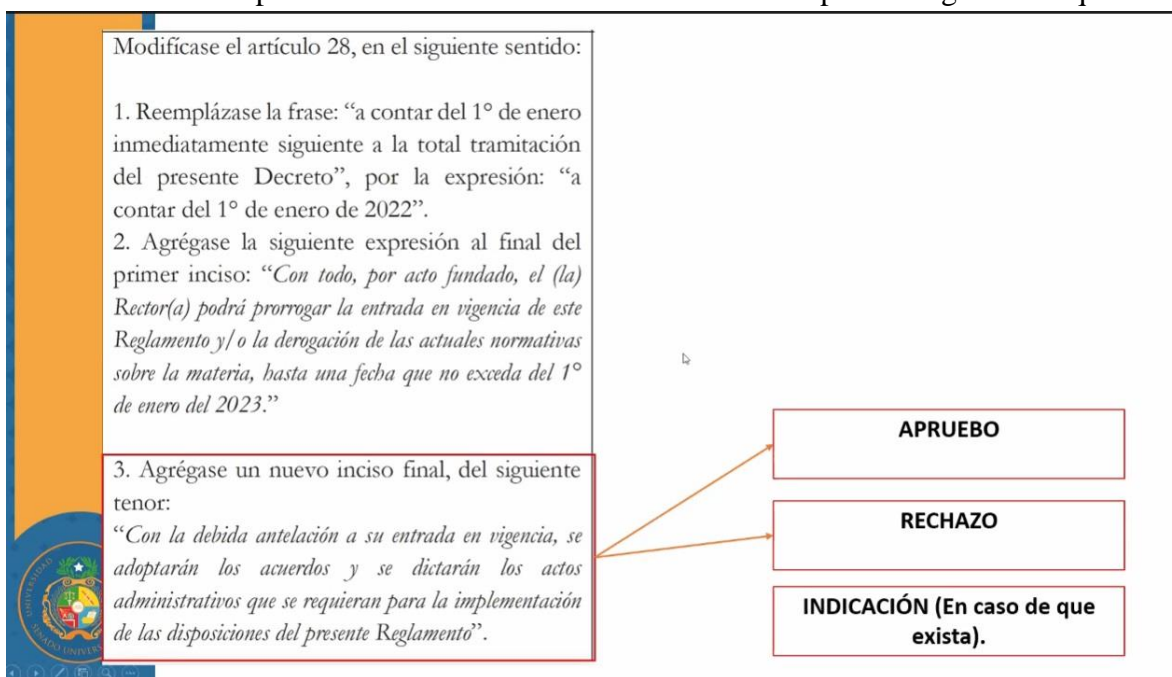 Modifícase el artículo 28, en el siguiente sentido:
1. Reemplázase la frase: “a contar del 1° de enero
inmediatamente siguiente a la total tramitación
del presente Decreto”, por la expresión: “a
contar del 1° de enero de 2022”.
2. Agrégase la siguiente expresión al final del
primer inciso: “Con todo, por acto fundado, el (la)
Rector(a) podrá prorrogar la entrada en vigencia de este
Reglamento y/o la derogación de las actuales normativas
sobre la materia, hasta una fecha que no exceda del 1°
de enero del 2023.”
3. Agrégase un nuevo inciso final, del siguiente
tenor:
“Con la debida antelación a su entrada en vigencia, se
adoptarán los acuerdos y se dictarán los actos
administrativos que se requieran para la implementación
de las disposiciones del presente Reglamento”.
APRUEBO
RECHAZO
INDICACIÓN (En caso de que
exista).